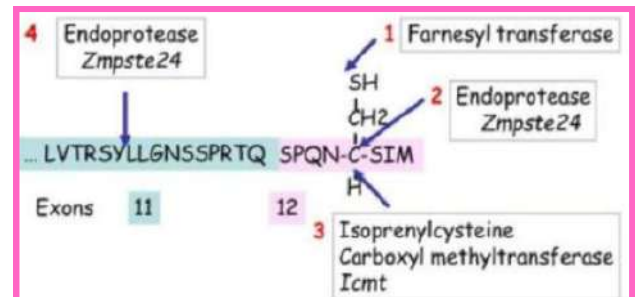 4 Endoprotease
Zmpste24
1 Farnesyl transferase
SH
CH2
2 Endoprotease
Zmpste24
... LVTRSYLLGNSSPRTQ SPQN-C-SIM
H
Exons 11 12
3 Isoprenylcysteine
Carboxyl methyltransferase
Icmt